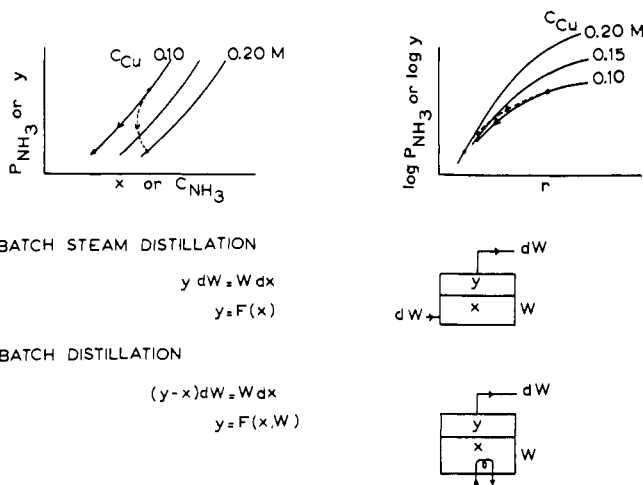 C_Cu 0.10 0.20 M
P_NH3 or y
x or C_NH3
C_Cu
0.20 M
0.15
0.10
log P_NH3 or log y
r
BATCH STEAM DISTILLATION
y dW = W dx
y = F(x)
dW
y
x
W
dW
BATCH DISTILLATION
(y-x)dW = W dx
y = F(x,W)
dW
y
x
W